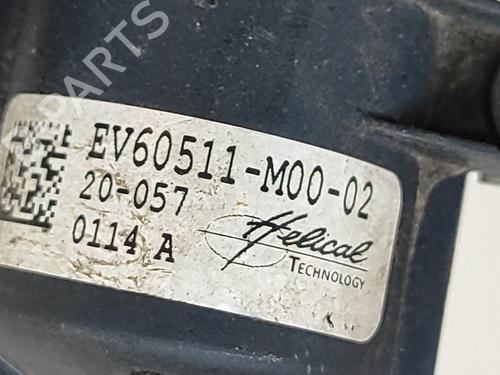 PARTS
EV60511-M00-02
20-057
0114 A
Helical
TECHNOLOGY